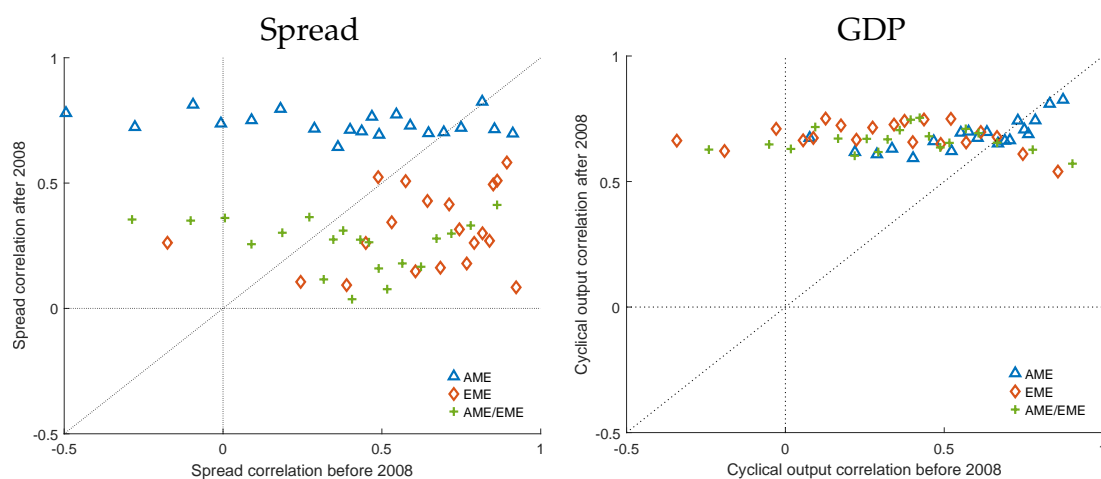 Spread
1
0.5
0
-0.5
-0.5
0
0.5
1
Spread correlation after 2008
Spread correlation before 2008
AME
EME
AME/EME
GDP
1
0.5
0
-0.5
-0.5
0
0.5
1
Cyclical output correlation after 2008
Cyclical output correlation before 2008
AME
EME
AME/EME